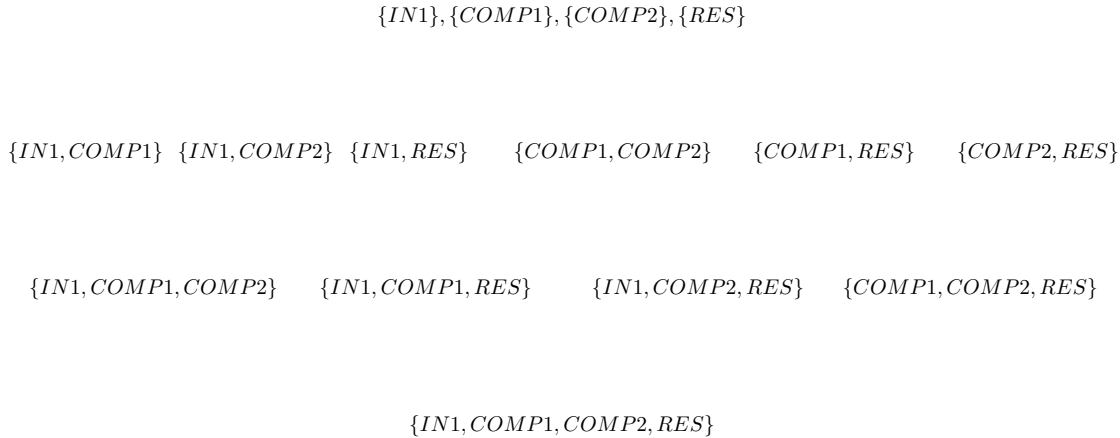 {IN1}, {COMP1}, {COMP2}, {RES}
{IN1, COMP1} {IN1, COMP2} {IN1, RES} {COMP1, COMP2} {COMP1, RES} {COMP2, RES}
{IN1, COMP1, COMP2} {IN1, COMP1, RES} {IN1, COMP2, RES} {COMP1, COMP2, RES}
{IN1, COMP1, COMP2, RES}